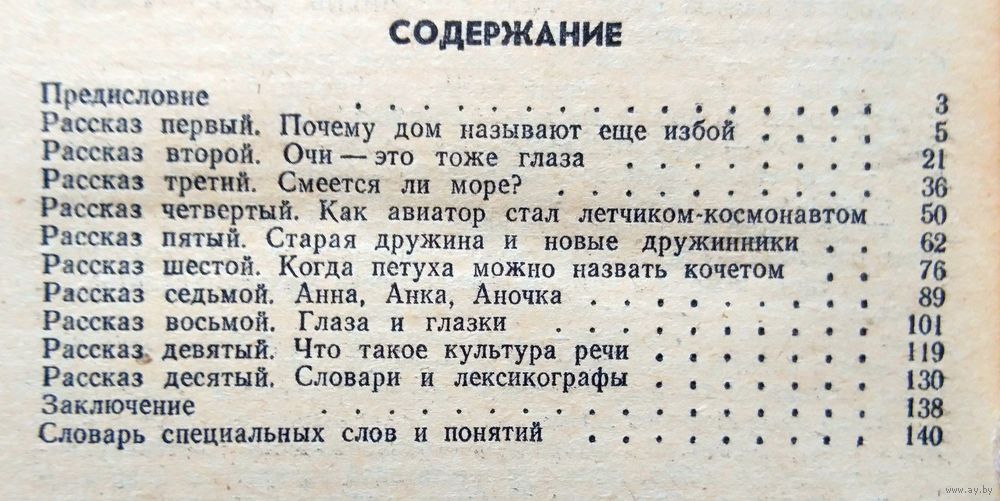 СОДЕРЖАНИЕ
Предисловие . . . . . . . . . . . . . . . . 3
Рассказ первый. Почему дом называют еще избой . . . . 5
Рассказ второй. Очи — это тоже глаза . . . . . . . . 21
Рассказ третий. Смеется ли море? . . . . . . . . . . 36
Рассказ четвертый. Как авиатор стал летчиком-космонавтом 50
Рассказ пятый. Старая дружина и новые дружинники . . 62
Рассказ шестой. Когда петуха можно назвать кочетом . . 76
Рассказ седьмой. Анна, Анка, Аночка . . . . . . . . . 89
Рассказ восьмой. Глаза и глазки . . . . . . . . . . 101
Рассказ девятый. Что такое культура речи . . . . . . . 119
Рассказ десятый. Словари и лексикографы . . . . . . . 130
Заключение . . . . . . . . . . . . . . . . . 138
Словарь специальных слов и понятий . . . . . . . . . 140
www.ay.by